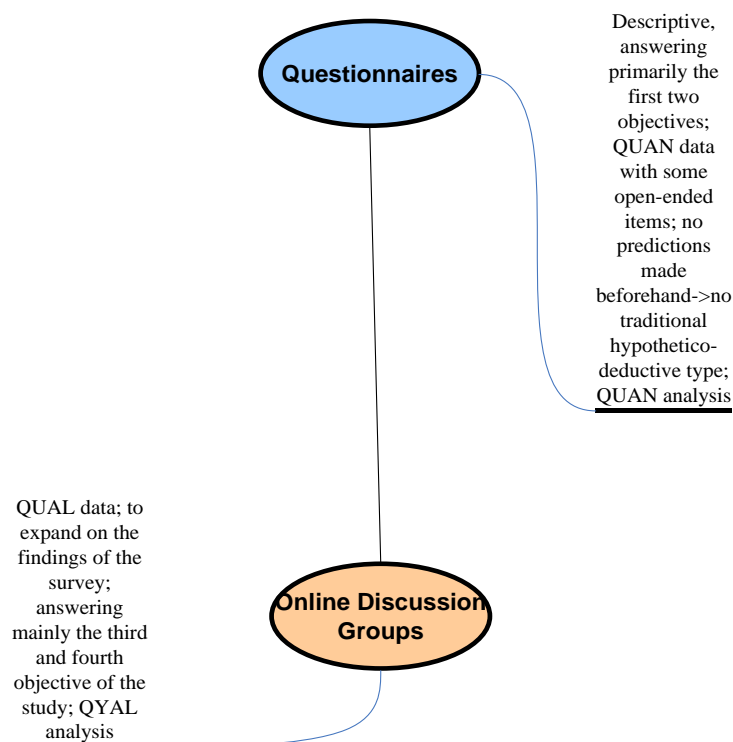 Questionnaires
Descriptive,
answering
primarily the
first two
objectives;
QUAN data
with some
open-ended
items; no
predictions
made
beforehand->no
traditional
hypothetico-
deductive type;
QUAN analysis
QUAL data; to
expand on the
findings of the
survey;
answering
mainly the third
and fourth
objective of the
study; QYAL
analysis
Online Discussion
Groups